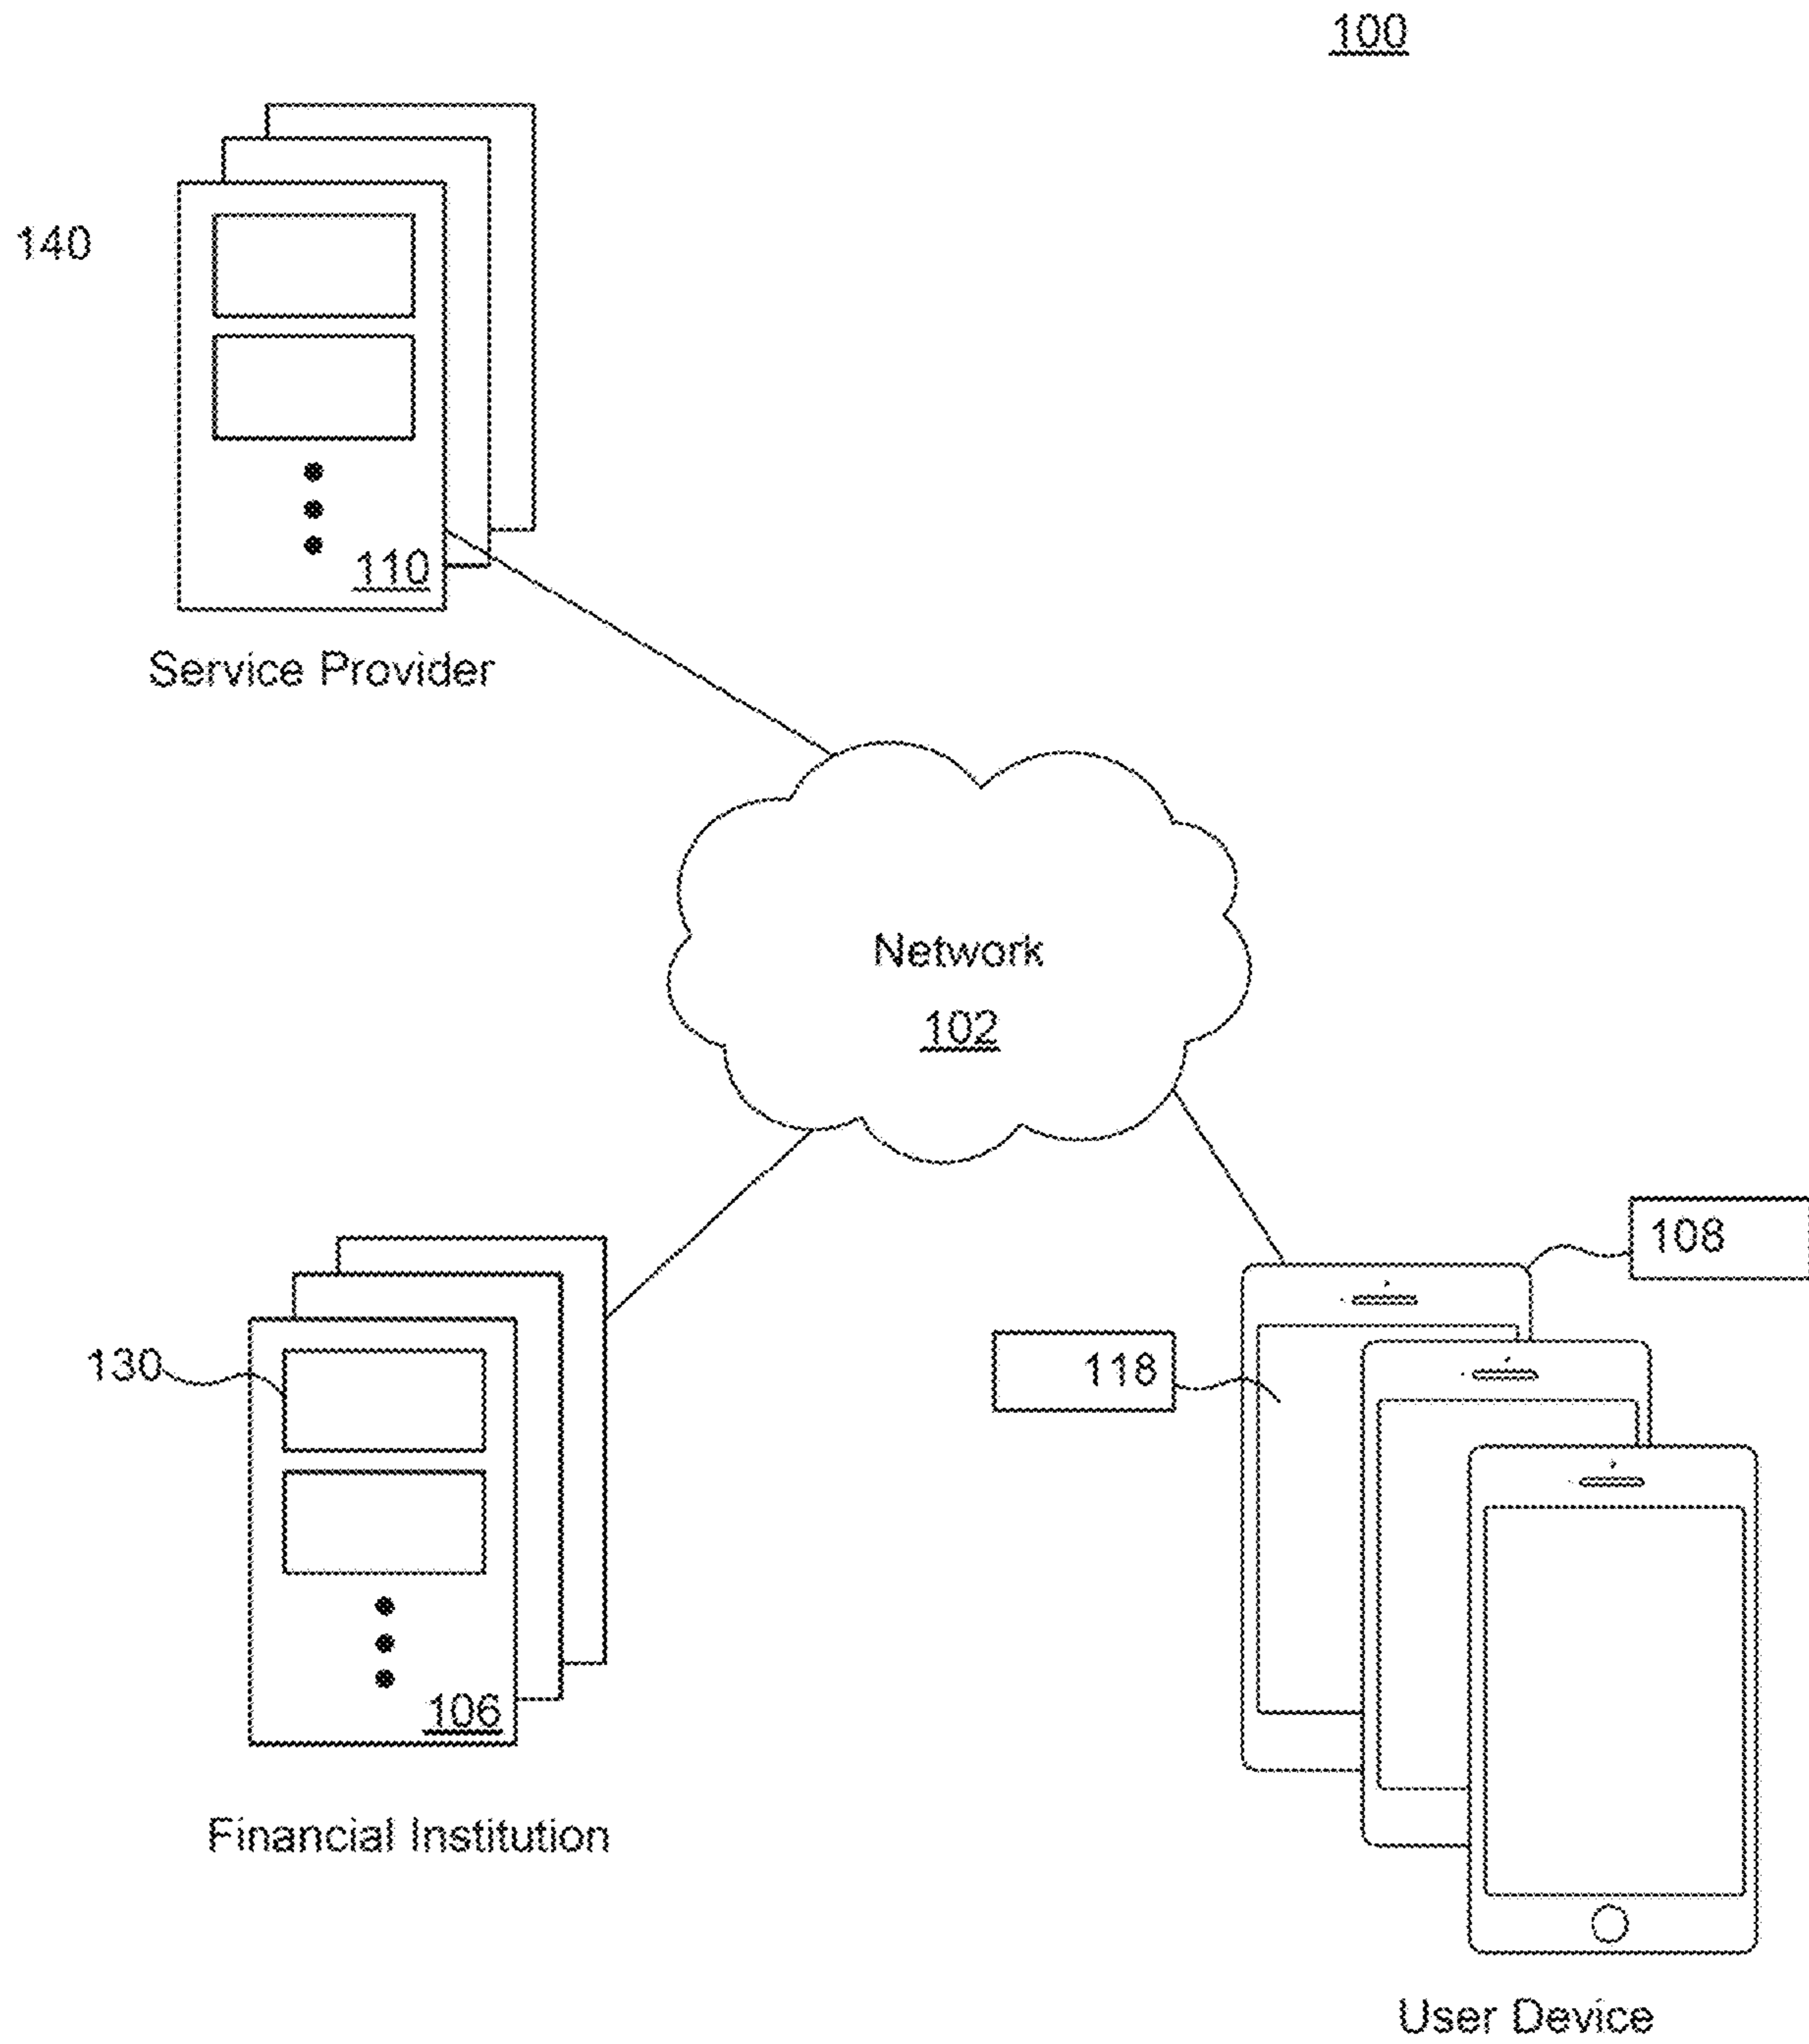 100
140
110
Service Provider
Network
102
108
118
130
106
Financial Institution
User Device